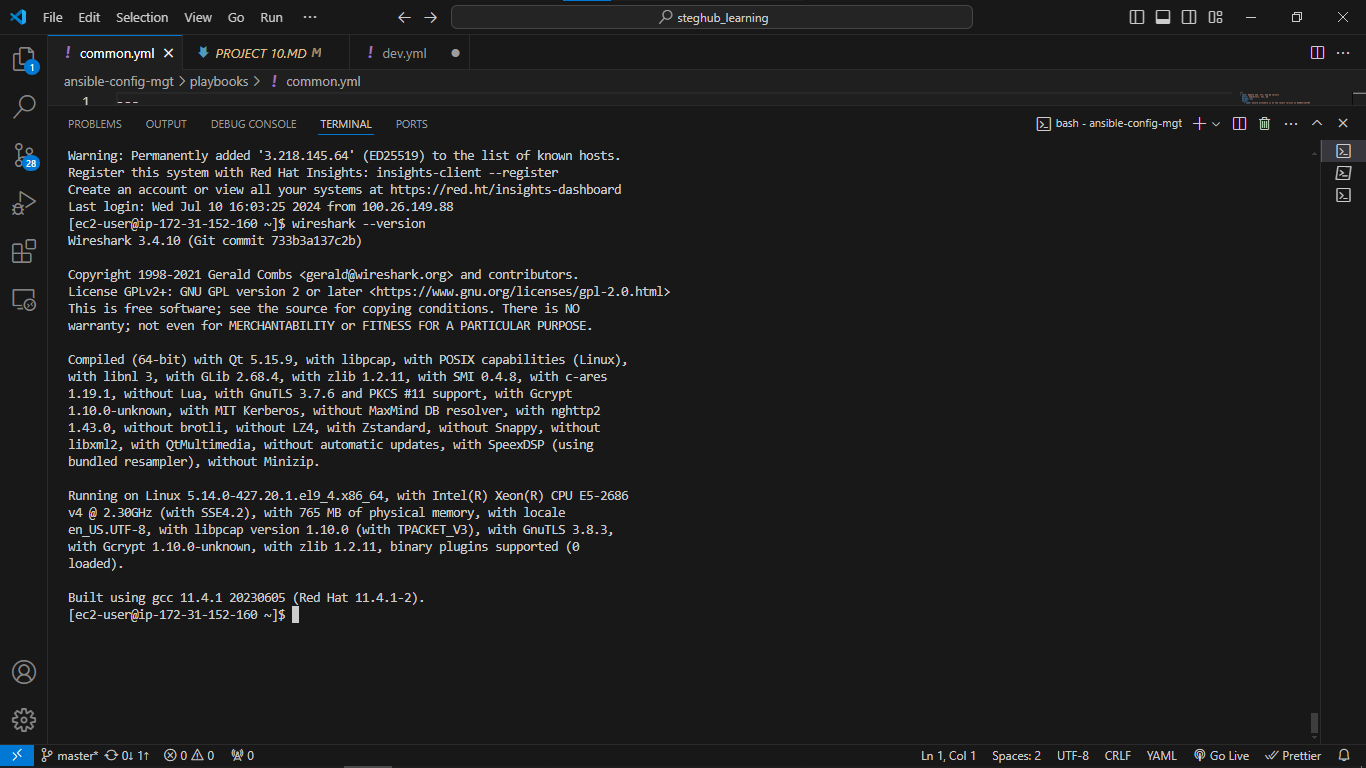 File Edit Selection View Go Run ··· steghub_learning
! common.yml PROJECT 10.MD M ! dev.yml
ansible-config-mgt > playbooks > ! common.yml
1 ---
PROBLEMS OUTPUT DEBUG CONSOLE TERMINAL PORTS bash - ansible-config-mgt
Warning: Permanently added '3.218.145.64' (ED25519) to the list of known hosts.
Register this system with Red Hat Insights: insights-client --register
Create an account or view all your systems at https://red.ht/insights-dashboard
Last login: Wed Jul 10 16:03:25 2024 from 100.26.149.88
[ec2-user@ip-172-31-152-160 ~]$ wireshark --version
Wireshark 3.4.10 (Git commit 733b3a137c2b)
Copyright 1998-2021 Gerald Combs <gerald@wireshark.org> and contributors.
License GPLv2+: GNU GPL version 2 or later <https://www.gnu.org/licenses/gpl-2.0.html>
This is free software; see the source for copying conditions. There is NO
warranty; not even for MERCHANTABILITY or FITNESS FOR A PARTICULAR PURPOSE.
Compiled (64-bit) with Qt 5.15.9, with libpcap, with POSIX capabilities (Linux),
with libnl 3, with GLib 2.68.4, with zlib 1.2.11, with SMI 0.4.8, with c-ares
1.19.1, without Lua, with GnuTLS 3.7.6 and PKCS #11 support, with Gcrypt
1.10.0-unknown, with MIT Kerberos, without MaxMind DB resolver, with nghttp2
1.43.0, without brotli, without LZ4, with Zstandard, without Snappy, without
libxml2, with QtMultimedia, without automatic updates, with SpeexDSP (using
bundled resampler), without Minizip.
Running on Linux 5.14.0-427.20.1.el9_4.x86_64, with Intel(R) Xeon(R) CPU E5-2686
v4 @ 2.30GHz (with SSE4.2), with 765 MB of physical memory, with locale
en_US.UTF-8, with libpcap version 1.10.0 (with TPACKET_V3), with GnuTLS 3.8.3,
with Gcrypt 1.10.0-unknown, with zlib 1.2.11, binary plugins supported (0
loaded).
Built using gcc 11.4.1 20230605 (Red Hat 11.4.1-2).
[ec2-user@ip-172-31-152-160 ~]$
1
28
master* 0↓ 1↑ 0 0 0 Ln 1, Col 1 Spaces: 2 UTF-8 CRLF YAML Go Live Prettier